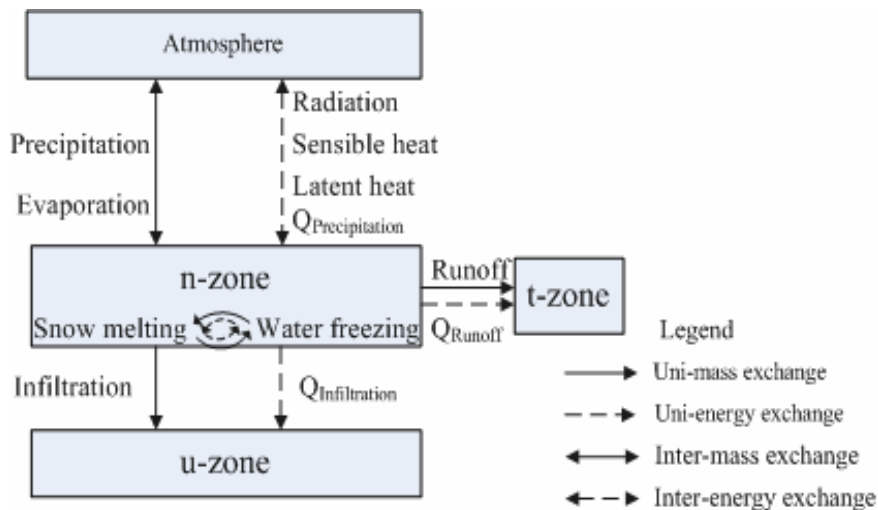 Atmosphere
Radiation
Precipitation
Sensible heat
Latent heat
Evaporation
QPrecipitation
n-zone
Runoff
t-zone
Snow melting
Water freezing
QRunoff
Legend
Infiltration
QInfiltration
Uni-mass exchange
Uni-energy exchange
u-zone
Inter-mass exchange
Inter-energy exchange